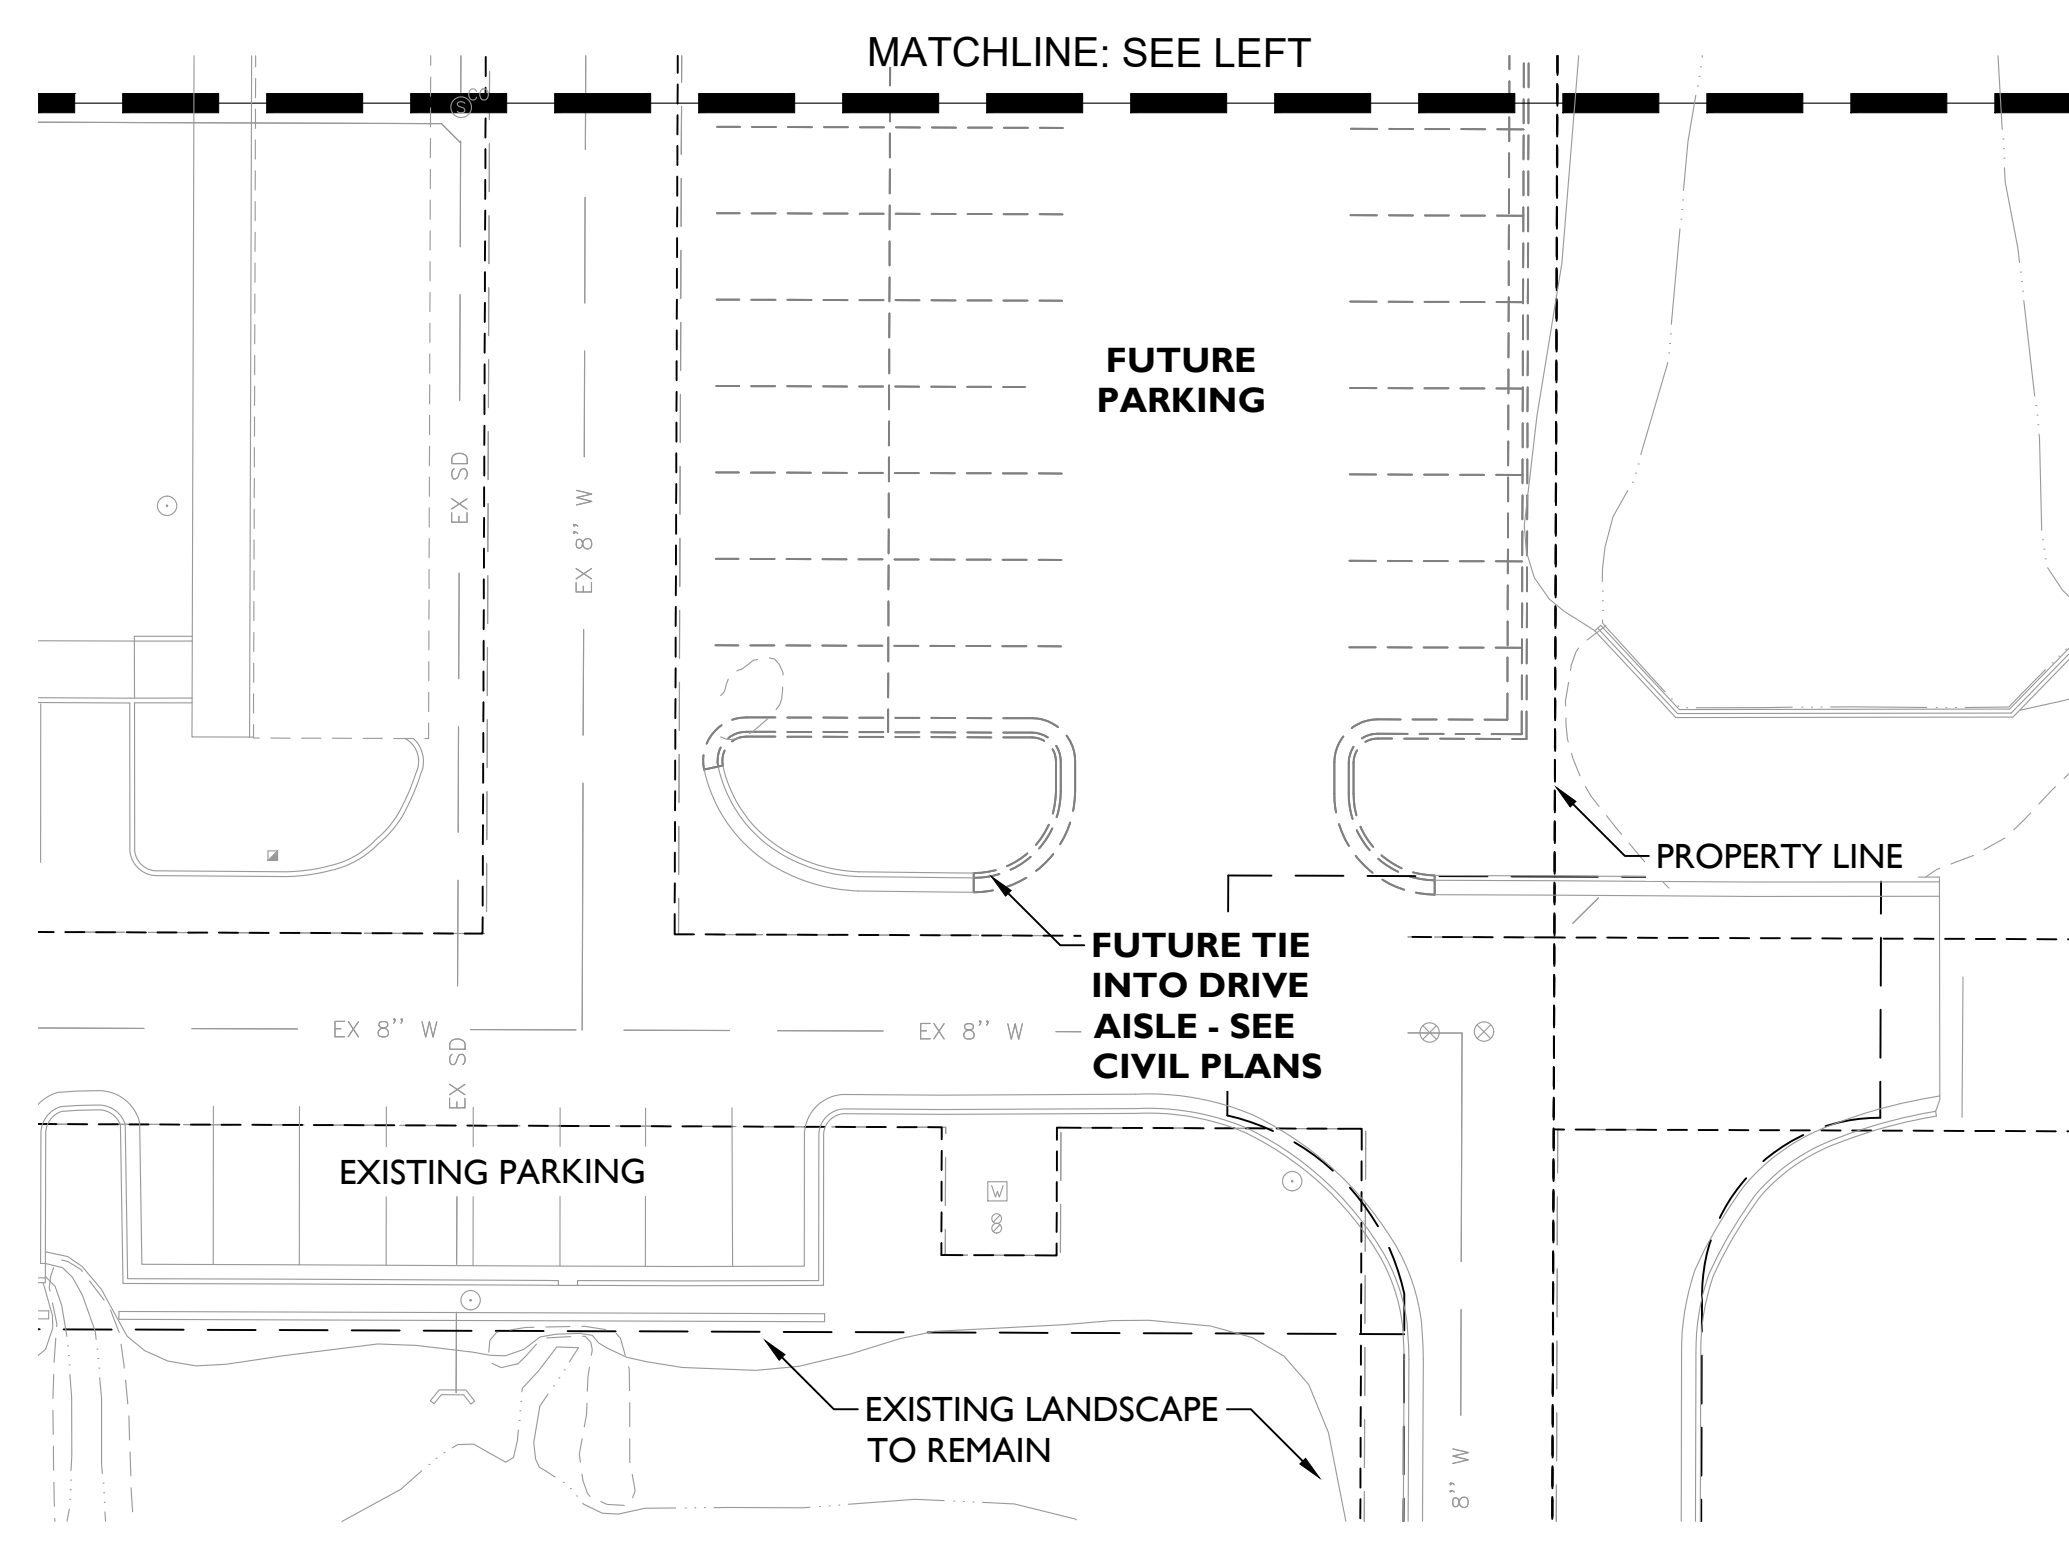 MATCHLINE: SEE LEFT
S CO
FUTURE
PARKING
EX SD
EX 8'' W
PROPERTY LINE
FUTURE TIE
INTO DRIVE
AISLE - SEE
CIVIL PLANS
EX 8'' W
EX 8'' W
EX SD
EXISTING PARKING
W
EXISTING LANDSCAPE
TO REMAIN
8'' W